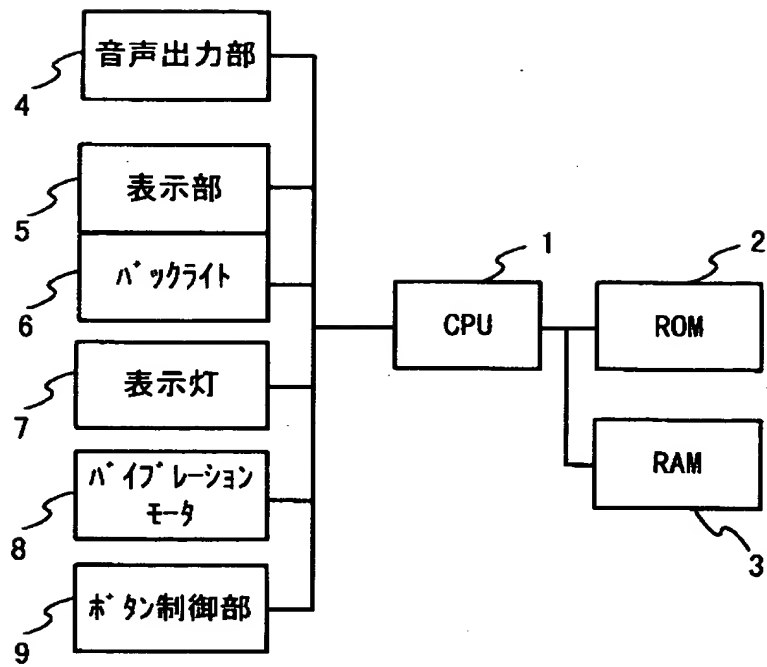 音声出力部
4
表示部
5
バックライト
6
表示灯
7
バイブレーション
モータ
8
ボタン制御部
9
1
CPU
2
ROM
RAM
3